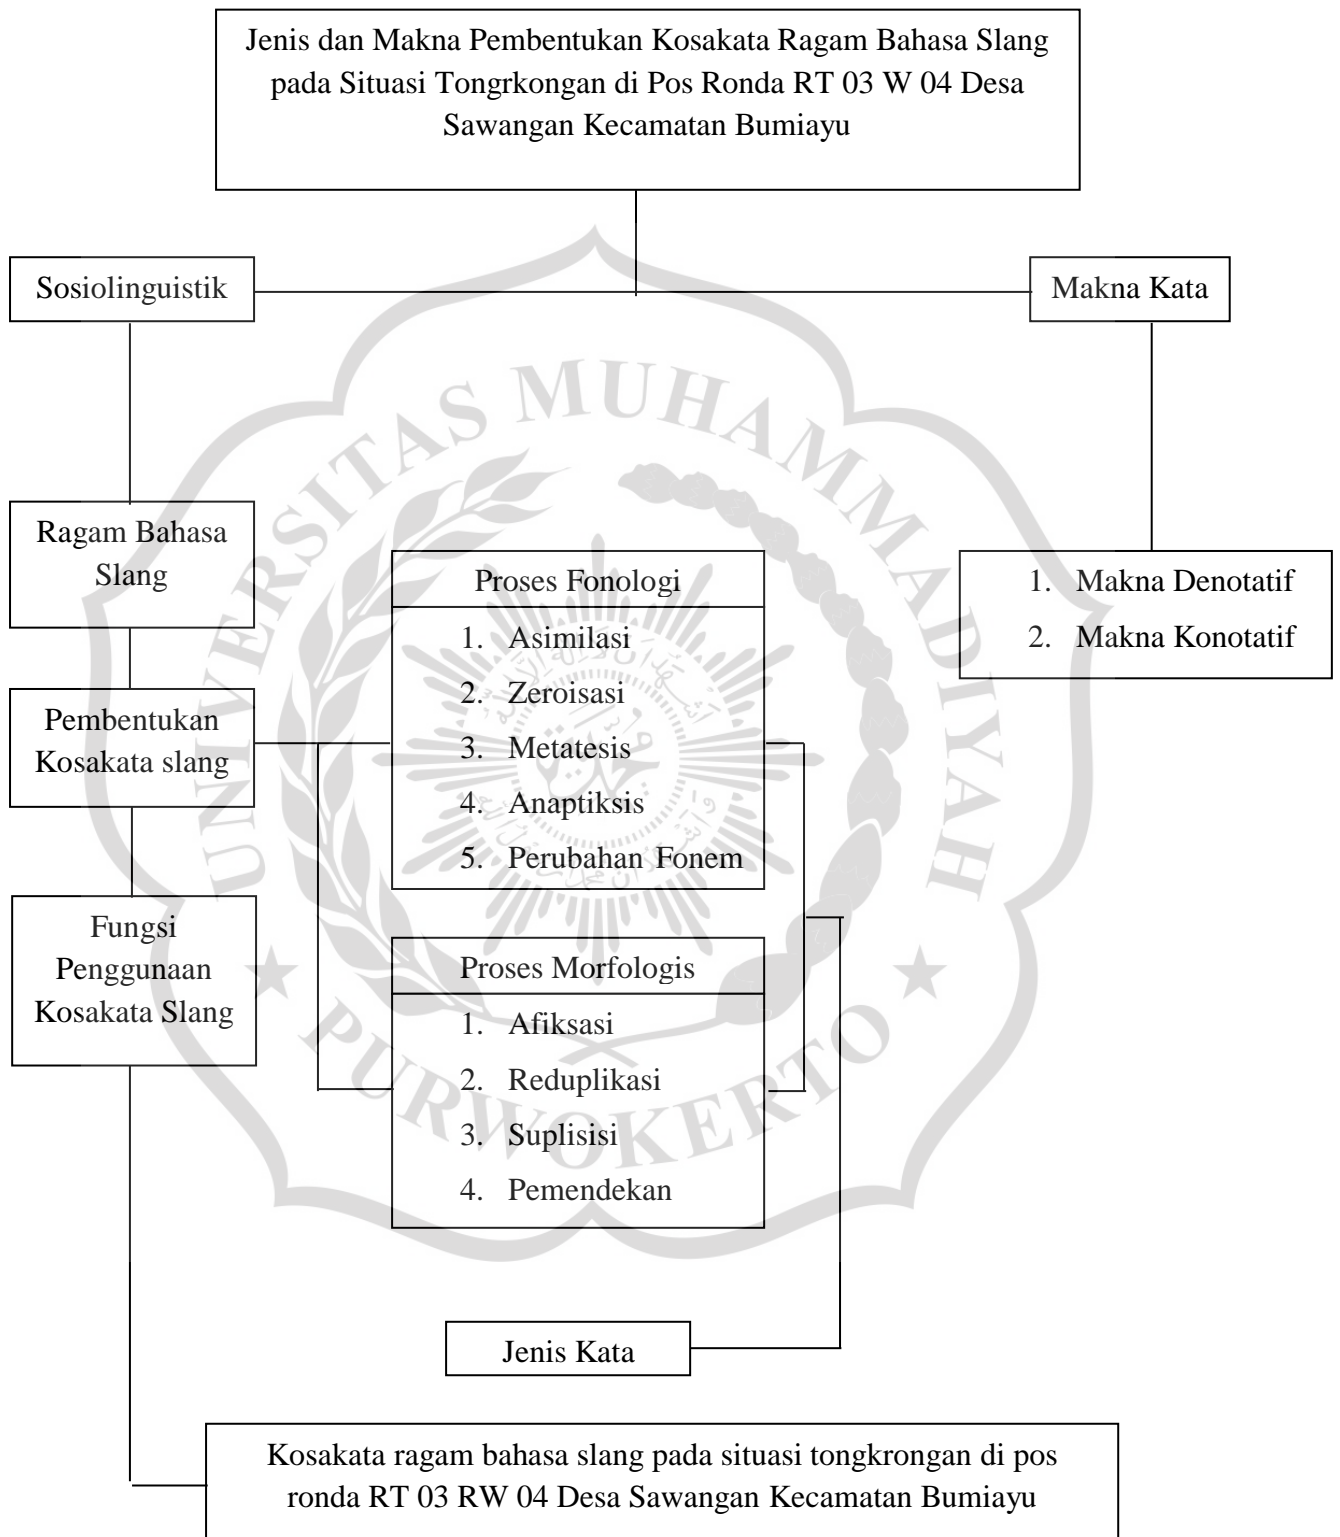 Jenis dan Makna Pembentukan Kosakata Ragam Bahasa Slang
pada Situasi Tongrkongan di Pos Ronda RT 03 W 04 Desa
Sawangan Kecamatan Bumiayu
Sosiolinguistik
Makna Kata
Ragam Bahasa
Slang
Pembentukan
Kosakata slang
Fungsi
Penggunaan
Kosakata Slang
Proses Fonologi
1. Asimilasi
2. Zeroisasi
3. Metatesis
4. Anaptiksis
5. Perubahan Fonem
Proses Morfologis
1. Afiksasi
2. Reduplikasi
3. Suplisisi
4. Pemendekan
1. Makna Denotatif
2. Makna Konotatif
Jenis Kata
Kosakata ragam bahasa slang pada situasi tongkrongan di pos
ronda RT 03 RW 04 Desa Sawangan Kecamatan Bumiayu
UNIVERSITAS MUHAMMADIYAH
PURWOKERTO